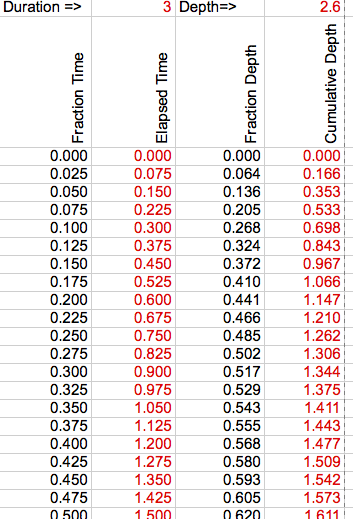 Duration => 3 Depth=> 2.6
Fraction Time Elapsed Time Fraction Depth Cumulative Depth
0.000 0.000 0.000 0.000
0.025 0.075 0.064 0.166
0.050 0.150 0.136 0.353
0.075 0.225 0.205 0.533
0.100 0.300 0.268 0.698
0.125 0.375 0.324 0.843
0.150 0.450 0.372 0.967
0.175 0.525 0.410 1.066
0.200 0.600 0.441 1.147
0.225 0.675 0.466 1.210
0.250 0.750 0.485 1.262
0.275 0.825 0.502 1.306
0.300 0.900 0.517 1.344
0.325 0.975 0.529 1.375
0.350 1.050 0.543 1.411
0.375 1.125 0.555 1.443
0.400 1.200 0.568 1.477
0.425 1.275 0.580 1.509
0.450 1.350 0.593 1.542
0.475 1.425 0.605 1.573
0.500 1.500 0.620 1.611